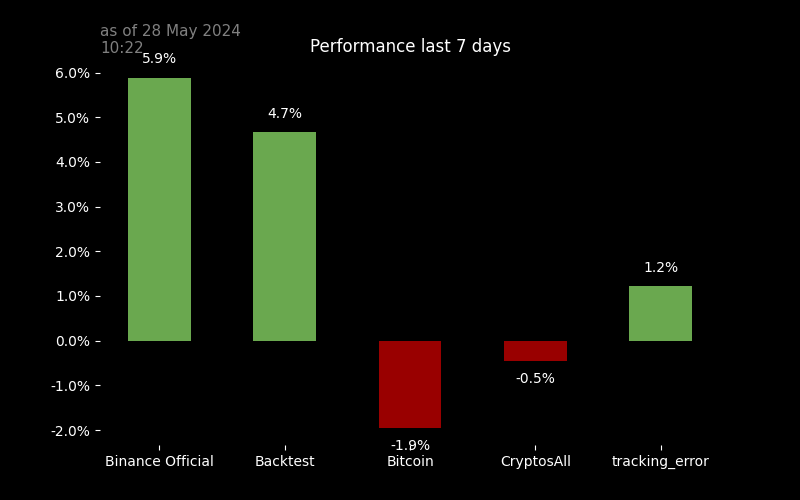 as of 28 May 2024
10:22
Performance last 7 days
5.9%
4.7%
-1.9%
-0.5%
1.2%
6.0%
5.0%
4.0%
3.0%
2.0%
1.0%
0.0%
-1.0%
-2.0%
Binance Official
Backtest
Bitcoin
CryptosAll
tracking_error